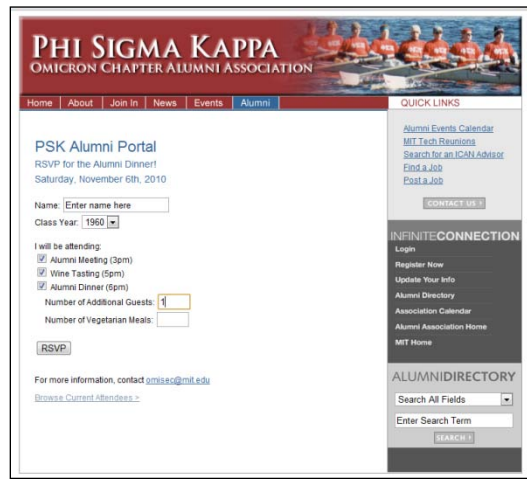 PHI SIGMA KAPPA
OMICRON CHAPTER ALUMNI ASSOCIATION
Home About Join In News Events Alumni
PSK Alumni Portal
RSVP for the Alumni Dinner!
Saturday, November 6th, 2010
Name: Enter name here
Class Year: 1960
I will be attending:
Alumni Meeting (3pm)
Wine Tasting (5pm)
Alumni Dinner (6pm)
Number of Additional Guests: 1
Number of Vegetarian Meals:
RSVP
For more information, contact omisec@mit.edu
Browse Current Attendees >
QUICK LINKS
Alumni Events Calendar
MIT Tech Reunions
Search for an ICAN Advisor
Find a Job
Post a Job
CONTACT US
INFINITECONNECTION
Login
Register Now
Update Your Info
Alumni Directory
Association Calendar
Alumni Association Home
MIT Home
ALUMNIDIRECTORY
Search All Fields
Enter Search Term
SEARCH